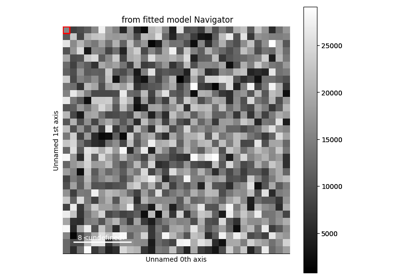 from fitted model Navigator
Unnamed 1st axis
Unnamed 0th axis
25000
20000
15000
10000
5000